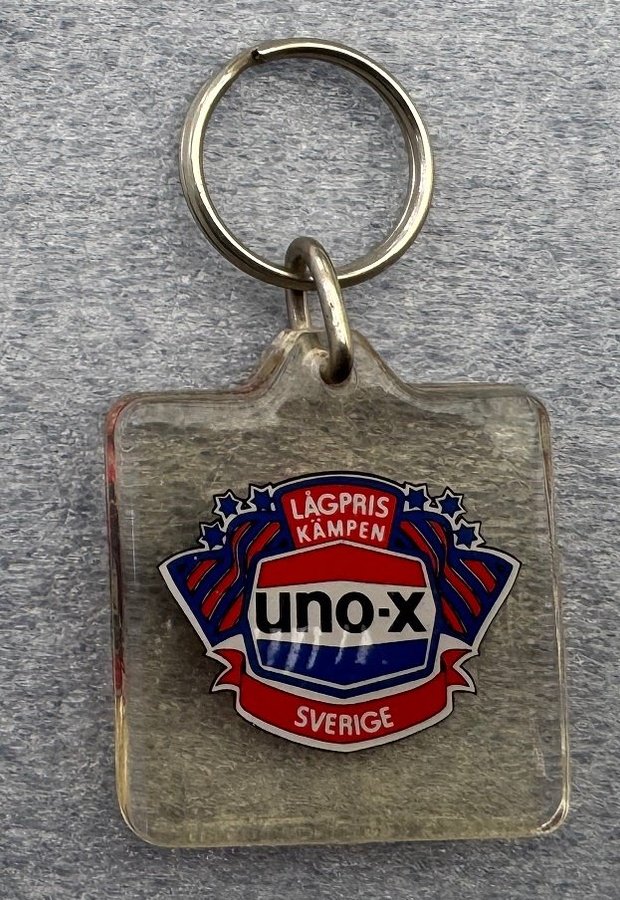 LÅGPRIS
KÄMPEN
uno-x
SVERIGE